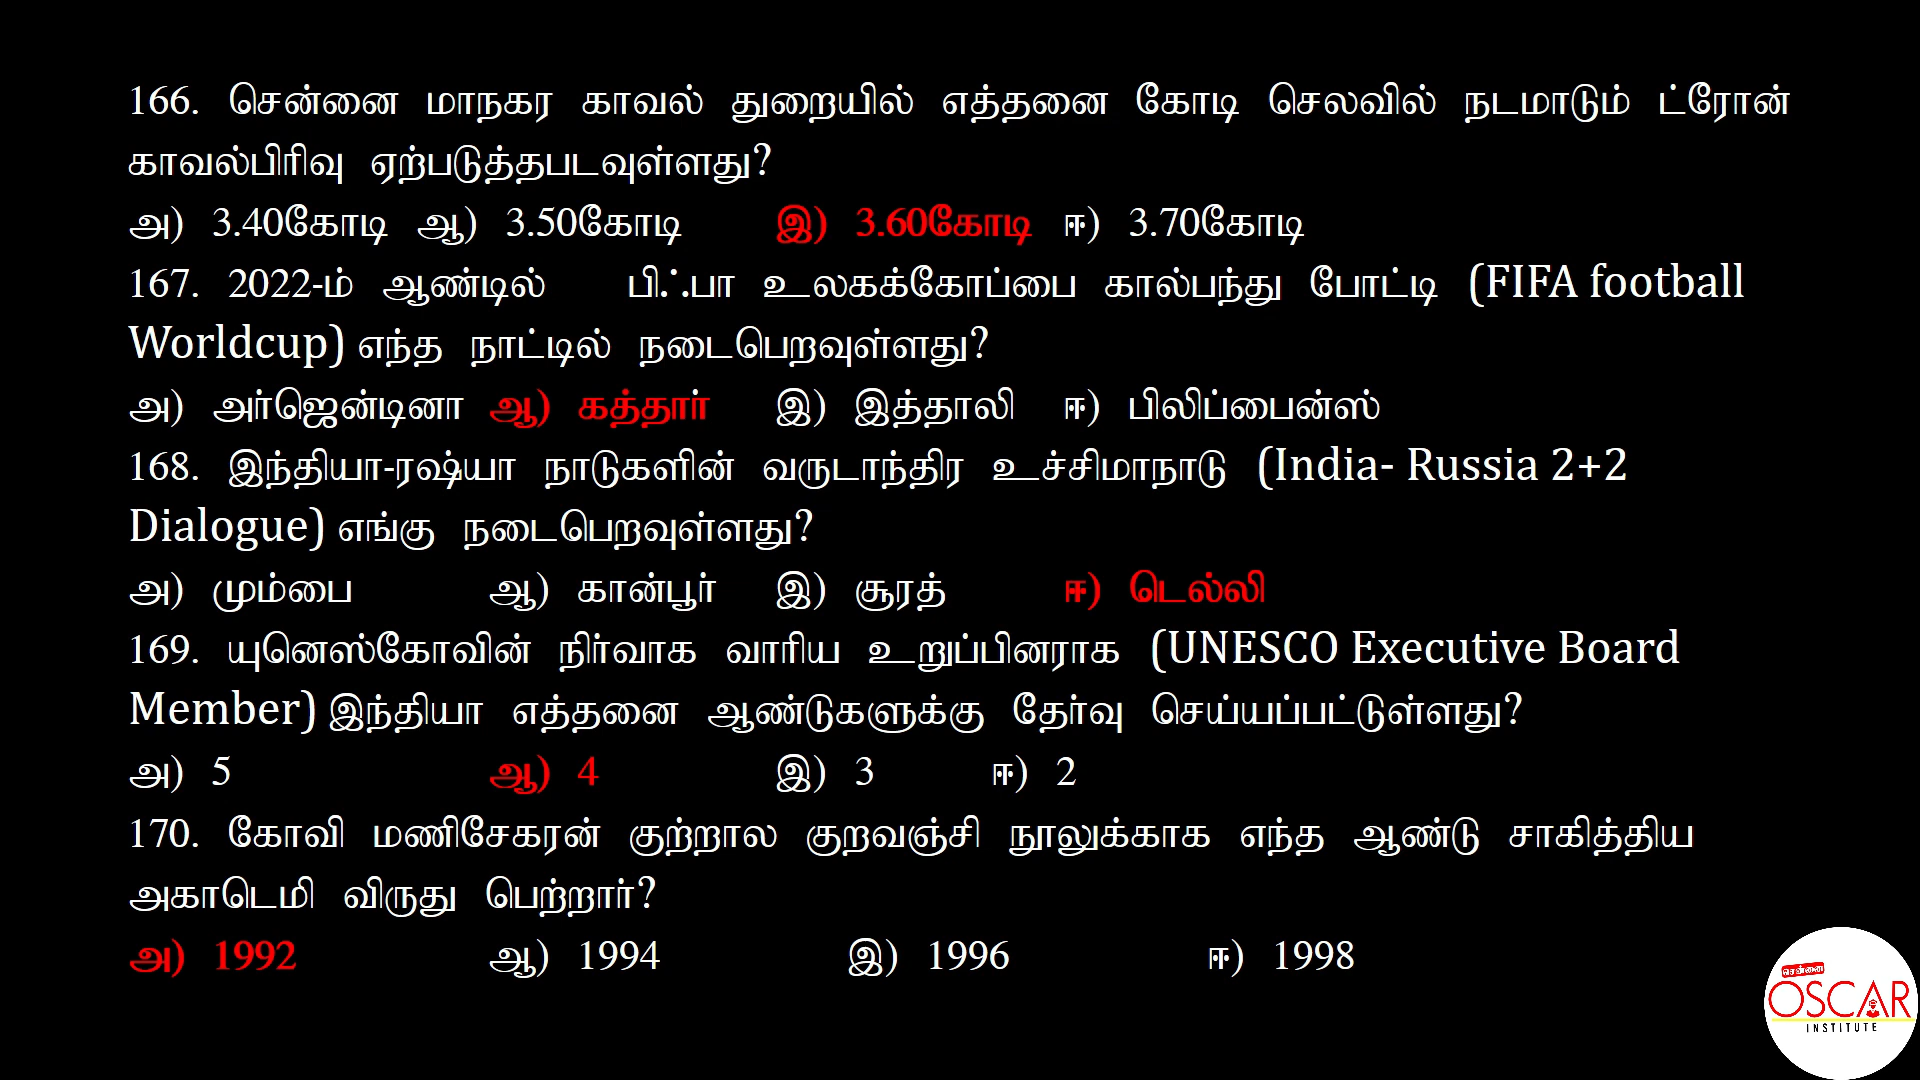 166. சென்னை மாநகர காவல் துறையில் எத்தனை கோடி செலவில் நடமாடும் ட்ரோன்
காவல்பிரிவு ஏற்படுத்தபடவுள்ளது?
அ) 3.40கோடி ஆ) 3.50கோடி இ) 3.60கோடி ஈ) 3.70கோடி
167. 2022-ம் ஆண்டில் பிஃபா உலகக்கோப்பை கால்பந்து போட்டி (FIFA football
Worldcup) எந்த நாட்டில் நடைபெறவுள்ளது?
அ) அர்ஜென்டினா ஆ) கத்தார் இ) இத்தாலி ஈ) பிலிப்பைன்ஸ்
168. இந்தியா-ரஷ்யா நாடுகளின் வருடாந்திர உச்சிமாநாடு (India- Russia 2+2
Dialogue) எங்கு நடைபெறவுள்ளது?
அ) மும்பை ஆ) கான்பூர் இ) சூரத் ஈ) டெல்லி
169. யுனெஸ்கோவின் நிர்வாக வாரிய உறுப்பினராக (UNESCO Executive Board
Member) இந்தியா எத்தனை ஆண்டுகளுக்கு தேர்வு செய்யப்பட்டுள்ளது?
அ) 5 ஆ) 4 இ) 3 ஈ) 2
170. கோவி மணிசேகரன் குற்றால குறவஞ்சி நூலுக்காக எந்த ஆண்டு சாகித்திய
அகாடெமி விருது பெற்றார்?
அ) 1992 ஆ) 1994 இ) 1996 ஈ) 1998
சென்னை
OSCAR
INSTITUTE